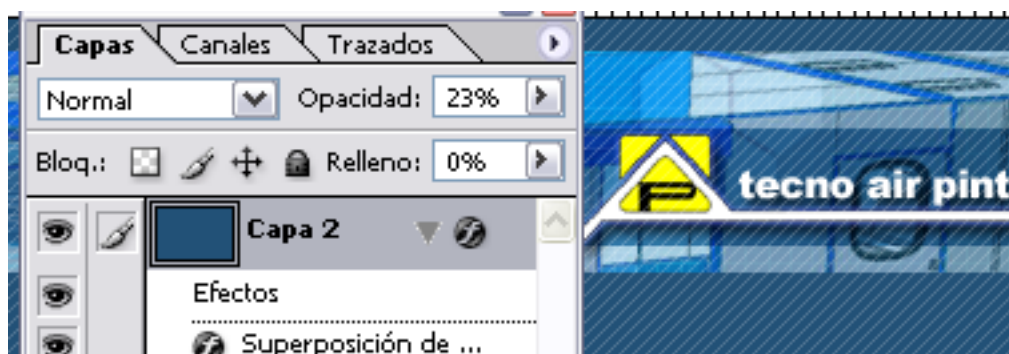 Capas Canales Trazados
Normal Opacidad: 23%
Bloq.: Relleno: 0%
Capa 2
Efectos
Superposición de ...
tecno air pint